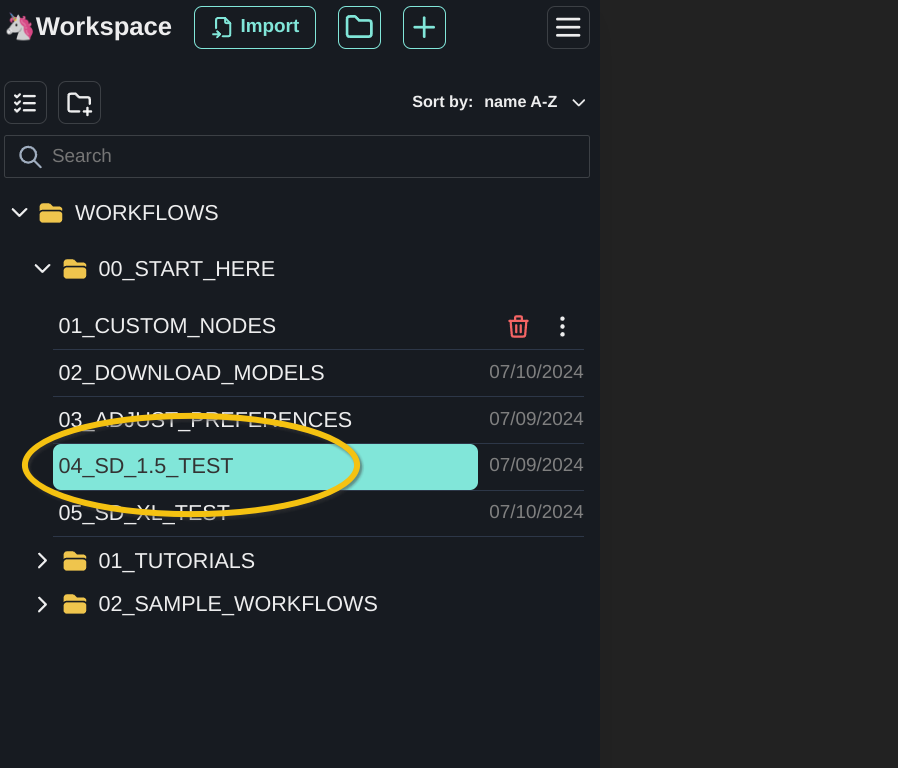 Workspace
Import
Sort by: name A-Z
Search
WORKFLOWS
00_START_HERE
01_CUSTOM_NODES
02_DOWNLOAD_MODELS 07/10/2024
03_ADJUST_PREFERENCES 07/09/2024
04_SD_1.5_TEST 07/09/2024
05_SD_XL_TEST 07/10/2024
01_TUTORIALS
02_SAMPLE_WORKFLOWS